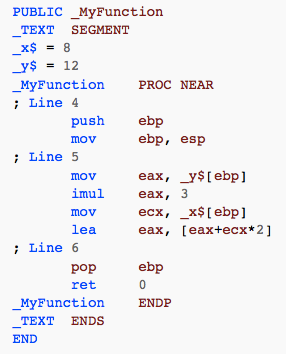 PUBLIC _MyFunction
_TEXT SEGMENT
_x$ = 8
_y$ = 12
_MyFunction PROC NEAR
; Line 4
push ebp
mov ebp, esp
; Line 5
mov eax, _y$[ebp]
imul eax, 3
mov ecx, _x$[ebp]
lea eax, [eax+ecx*2]
; Line 6
pop ebp
ret 0
_MyFunction ENDP
_TEXT ENDS
END